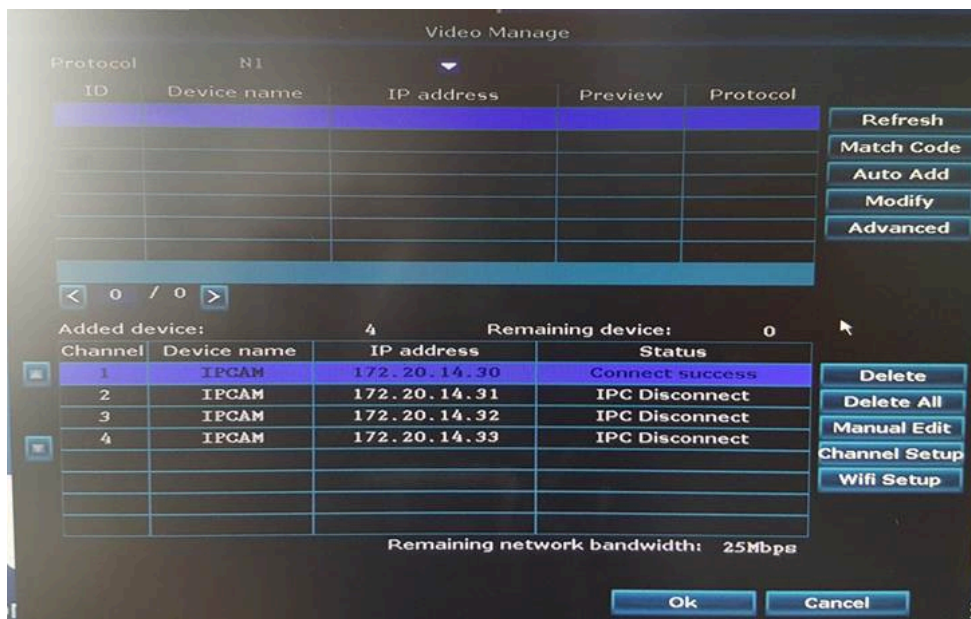 Video Manage
Protocol N1
ID Device name IP address Preview Protocol
Refresh
Match Code
Auto Add
Modify
Advanced
< 0 / 0 >
Added device: 4 Remaining device: 0
Channel Device name IP address Status
1 IPCAM 172.20.14.30 Connect success
2 IPCAM 172.20.14.31 IPC Disconnect
3 IPCAM 172.20.14.32 IPC Disconnect
4 IPCAM 172.20.14.33 IPC Disconnect
Delete
Delete All
Manual Edit
Channel Setup
Wifi Setup
Remaining network bandwidth: 25Mbps
Ok Cancel